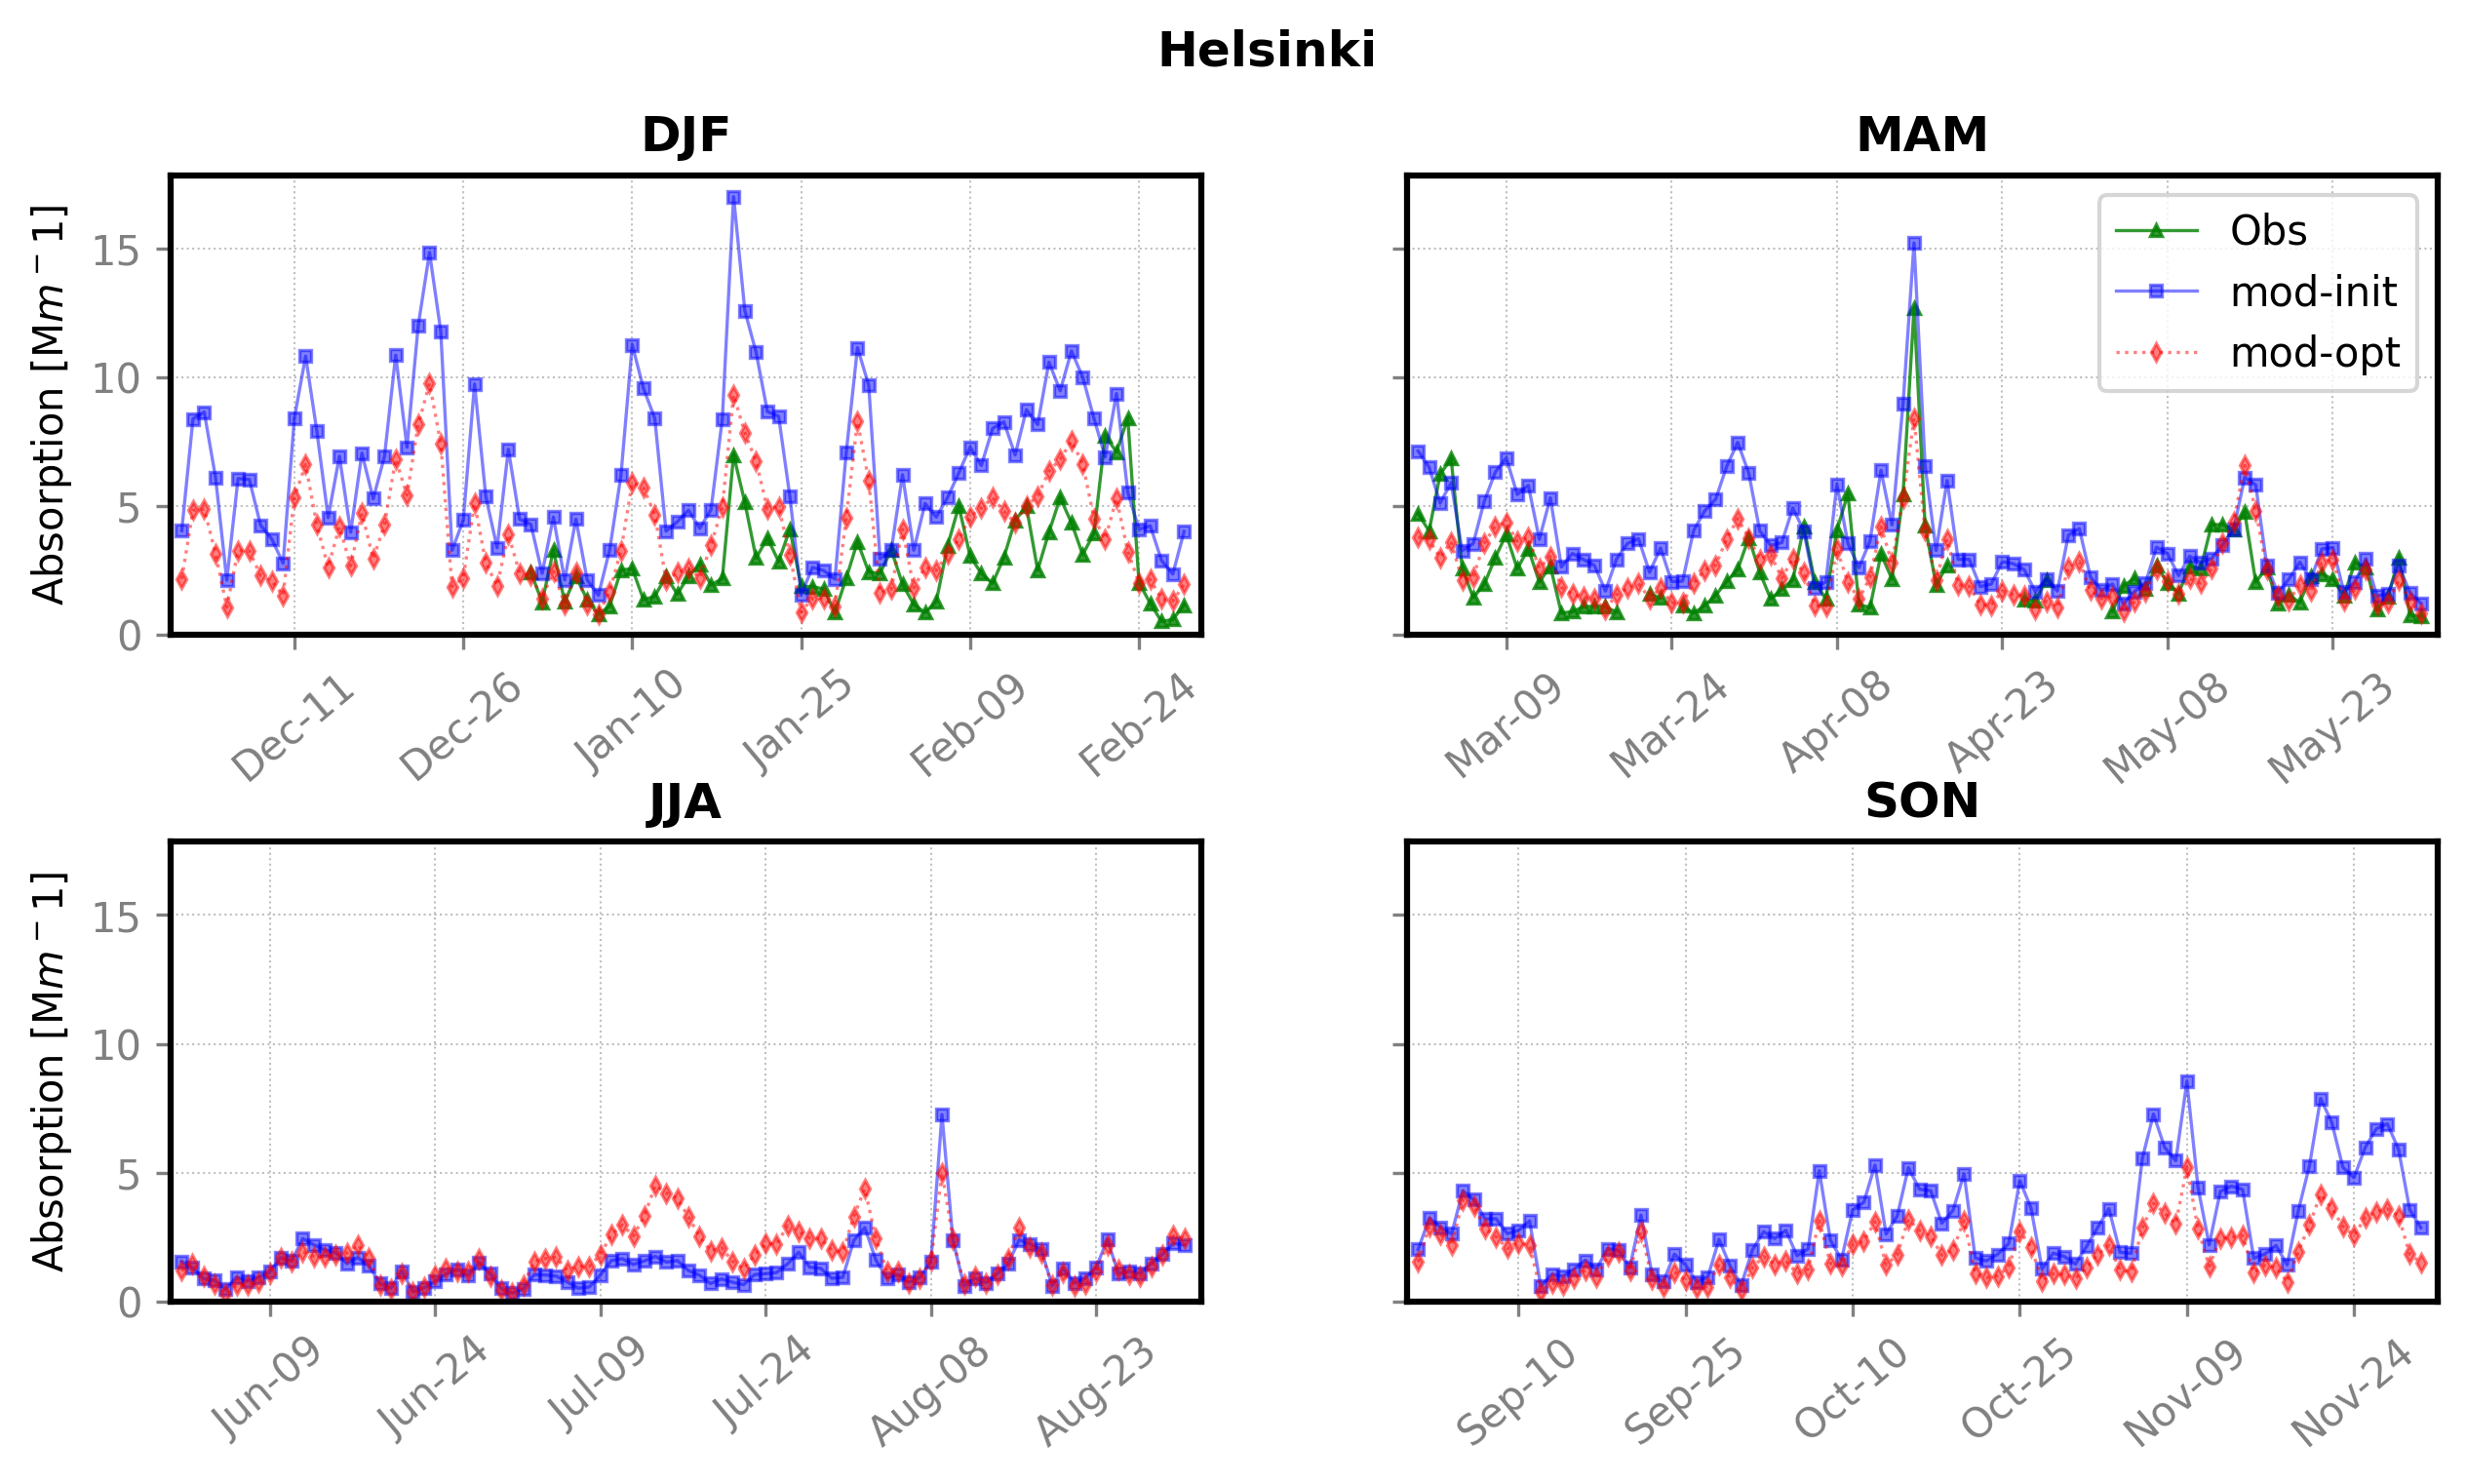 Helsinki
DJF
MAM
Absorption [Mm − 1]
15
10
5
0
Obs
mod-init
mod-opt
Dec-11
Dec-26
Jan-10
Jan-25
Feb-09
Feb-24
Mar-09
Mar-24
Apr-08
Apr-23
May-08
May-23
JJA
SON
Absorption [Mm − 1]
15
10
5
0
Jun-09
Jun-24
Jul-09
Jul-24
Aug-08
Aug-23
Sep-10
Sep-25
Oct-10
Oct-25
Nov-09
Nov-24